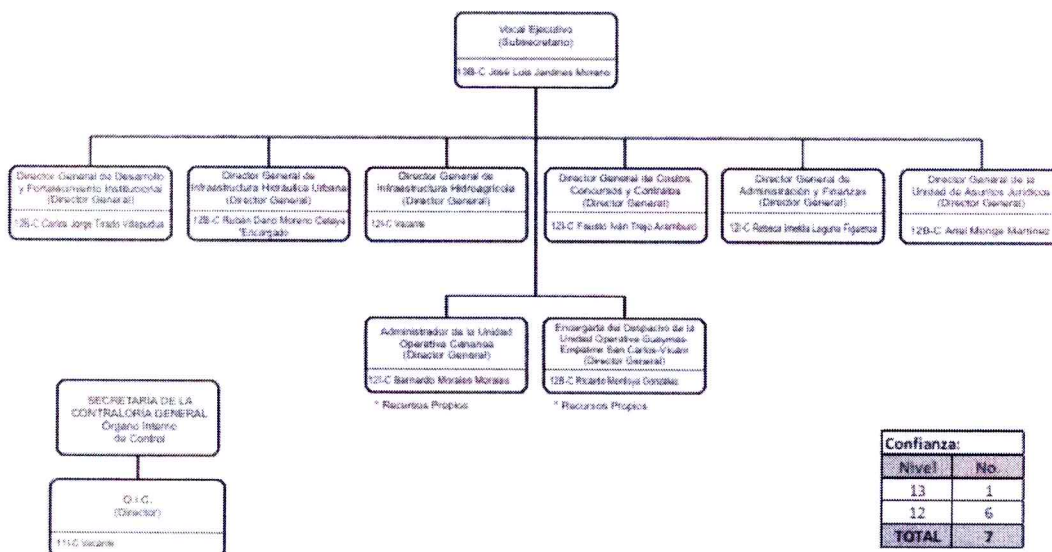 Vocal Ejecutivo
(Subsecretario)
13B-C José Luis Jardines Moreno
Director General de Desarrollo
y Fortalecimiento Institucional
(Director General)
12B-C Carlos Jorge Tirado
Director General de
Infraestructura Hidráulica Urbana
(Director General)
12B-C Rubén Darío Moreno
*Encargado
Director General de
Infraestructura Hidroagrícola
(Director General)
12I-C Vacante
Director General de Costos,
Concursos y Contratos
(Director General)
12I-C Fausto Iván Trejo Aramburo
Director General de
Administración y Finanzas
(Director General)
12I-C Rebeca Imelda Laguna Figueroa
Director General de la
Unidad de Asuntos Jurídicos
(Director General)
12B-C Ariel Monge Martínez
Administrador de la Unidad
Operativa Cananea
(Director General)
12I-C Bernardo Morales Morales
* Recursos Propios
Encargada del Despacho de la
Unidad Operativa Guaymas-
Empalme San Carlos-Vicam
(Director General)
12B-C Ricardo Montoya González
* Recursos Propios
SECRETARIA DE LA
CONTRALORIA GENERAL
Órgano Interno
de Control
O.I.C.
(Director)
11I-C Vacante
Confianza:
Nivel No.
13 1
12 6
TOTAL 7